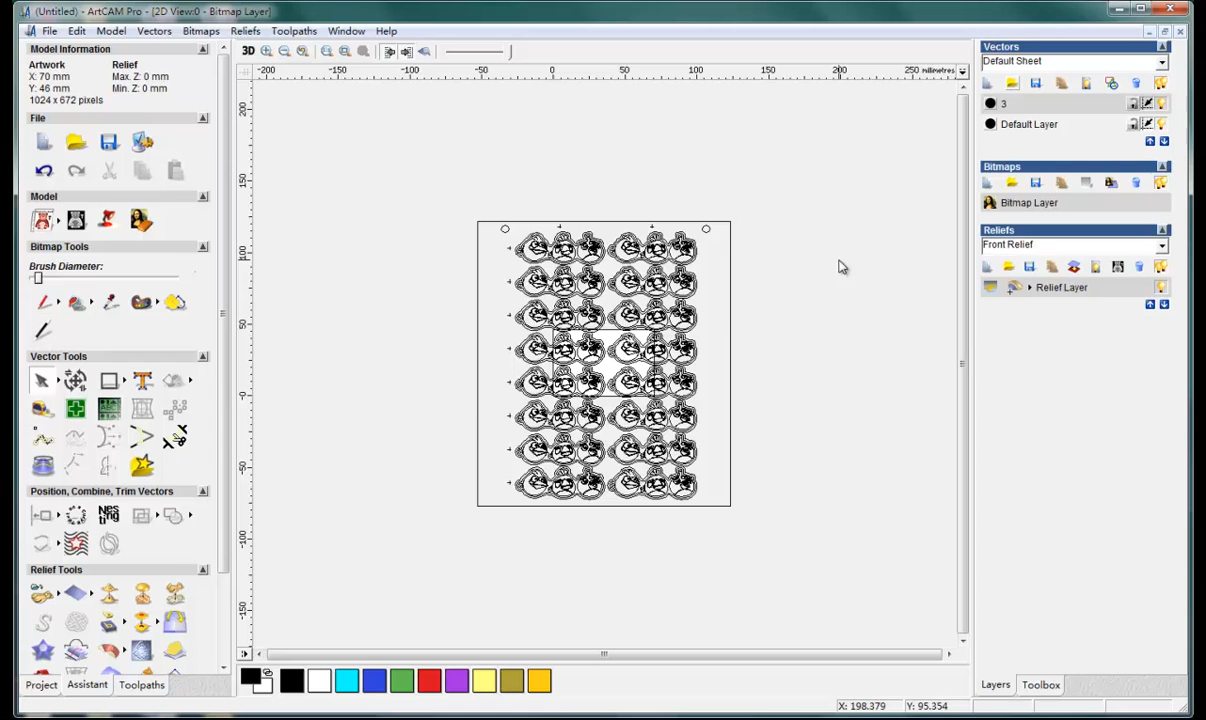 (Untitled) - ArtCAM Pro - [2D View:0 - Bitmap Layer]
File Edit Model Vectors Bitmaps Reliefs Toolpaths Window Help
Model Information
Artwork Relief
X: 70 mm Max. Z: 0 mm
Y: 46 mm Min. Z: 0 mm
1024 x 672 pixels
File
Model
Bitmap Tools
Brush Diameter:
Vector Tools
Nes
ting
Position, Combine, Trim Vectors
Relief Tools
Project Assistant Toolpaths
3D
-200 -150 -100 -50 0 50 100 150 200 250 millimetres
200
150
100
50
-0
-50
-100
-150
Vectors
Default Sheet
3
Default Layer
Bitmaps
Bitmap Layer
Reliefs
Front Relief
Relief Layer
Layers Toolbox
X: 198.379 Y: 95.354